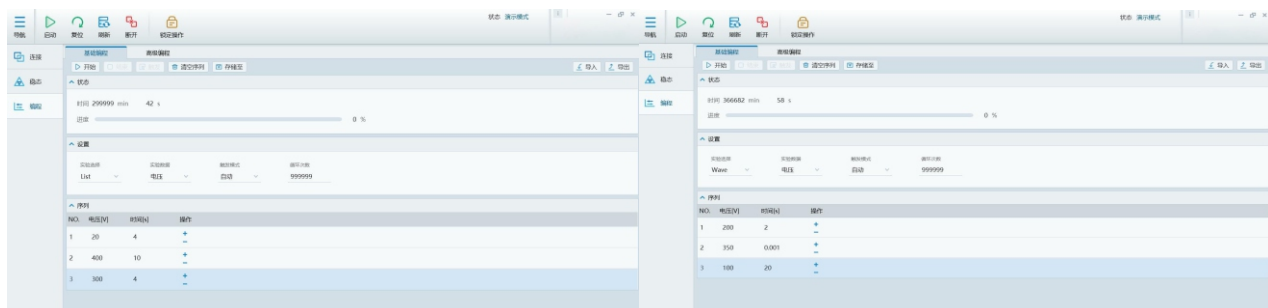 状态 演示模式
导航 启动 复位 刷新 断开 锁定操作
连接
稳态
编程
基础编程 高级编程
开始 清空序列 存储至 导入 导出
状态
时间 299999 min 42 s
进度 0 %
设置
实验选择 实验数据 触发模式 循环次数
List 电压 自动 999999
序列
NO. 电压[V] 时间[s] 操作
1 20 4 + −
2 400 10 + −
3 300 4 + −
状态 演示模式
导航 启动 复位 刷新 断开 锁定操作
连接
稳态
编程
基础编程 高级编程
开始 清空序列 存储至 导入 导出
状态
时间 366682 min 58 s
进度 0 %
设置
实验选择 实验数据 触发模式 循环次数
Wave 电压 自动 999999
序列
NO. 电压[V] 时间[s] 操作
1 200 2 + −
2 350 0.001 + −
3 100 20 + −